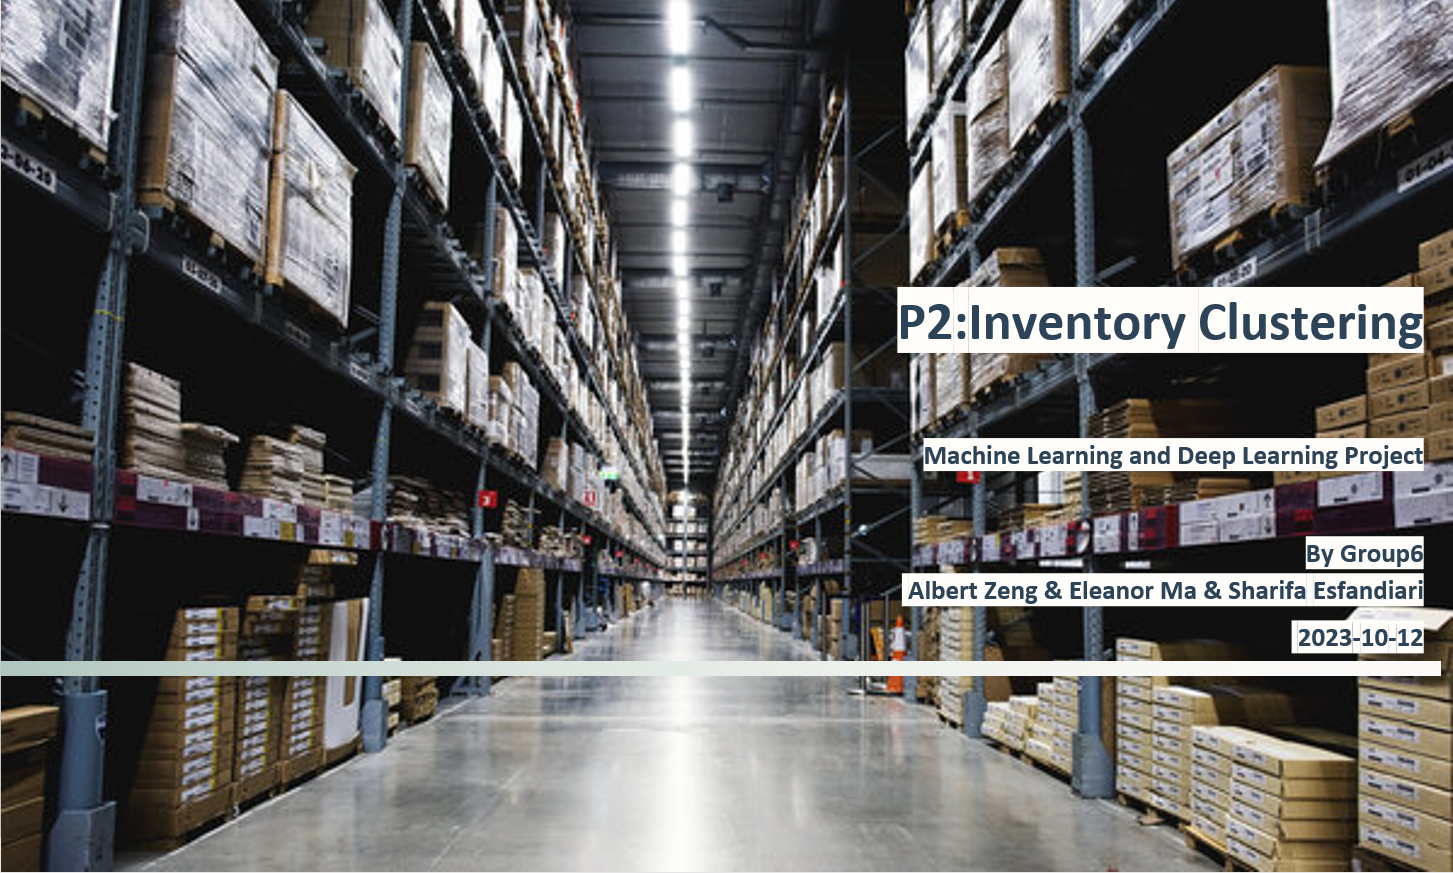 P2:Inventory Clustering
Machine Learning and Deep Learning Project
By Group6
Albert Zeng & Eleanor Ma & Sharifa Esfandiari
2023-10-12